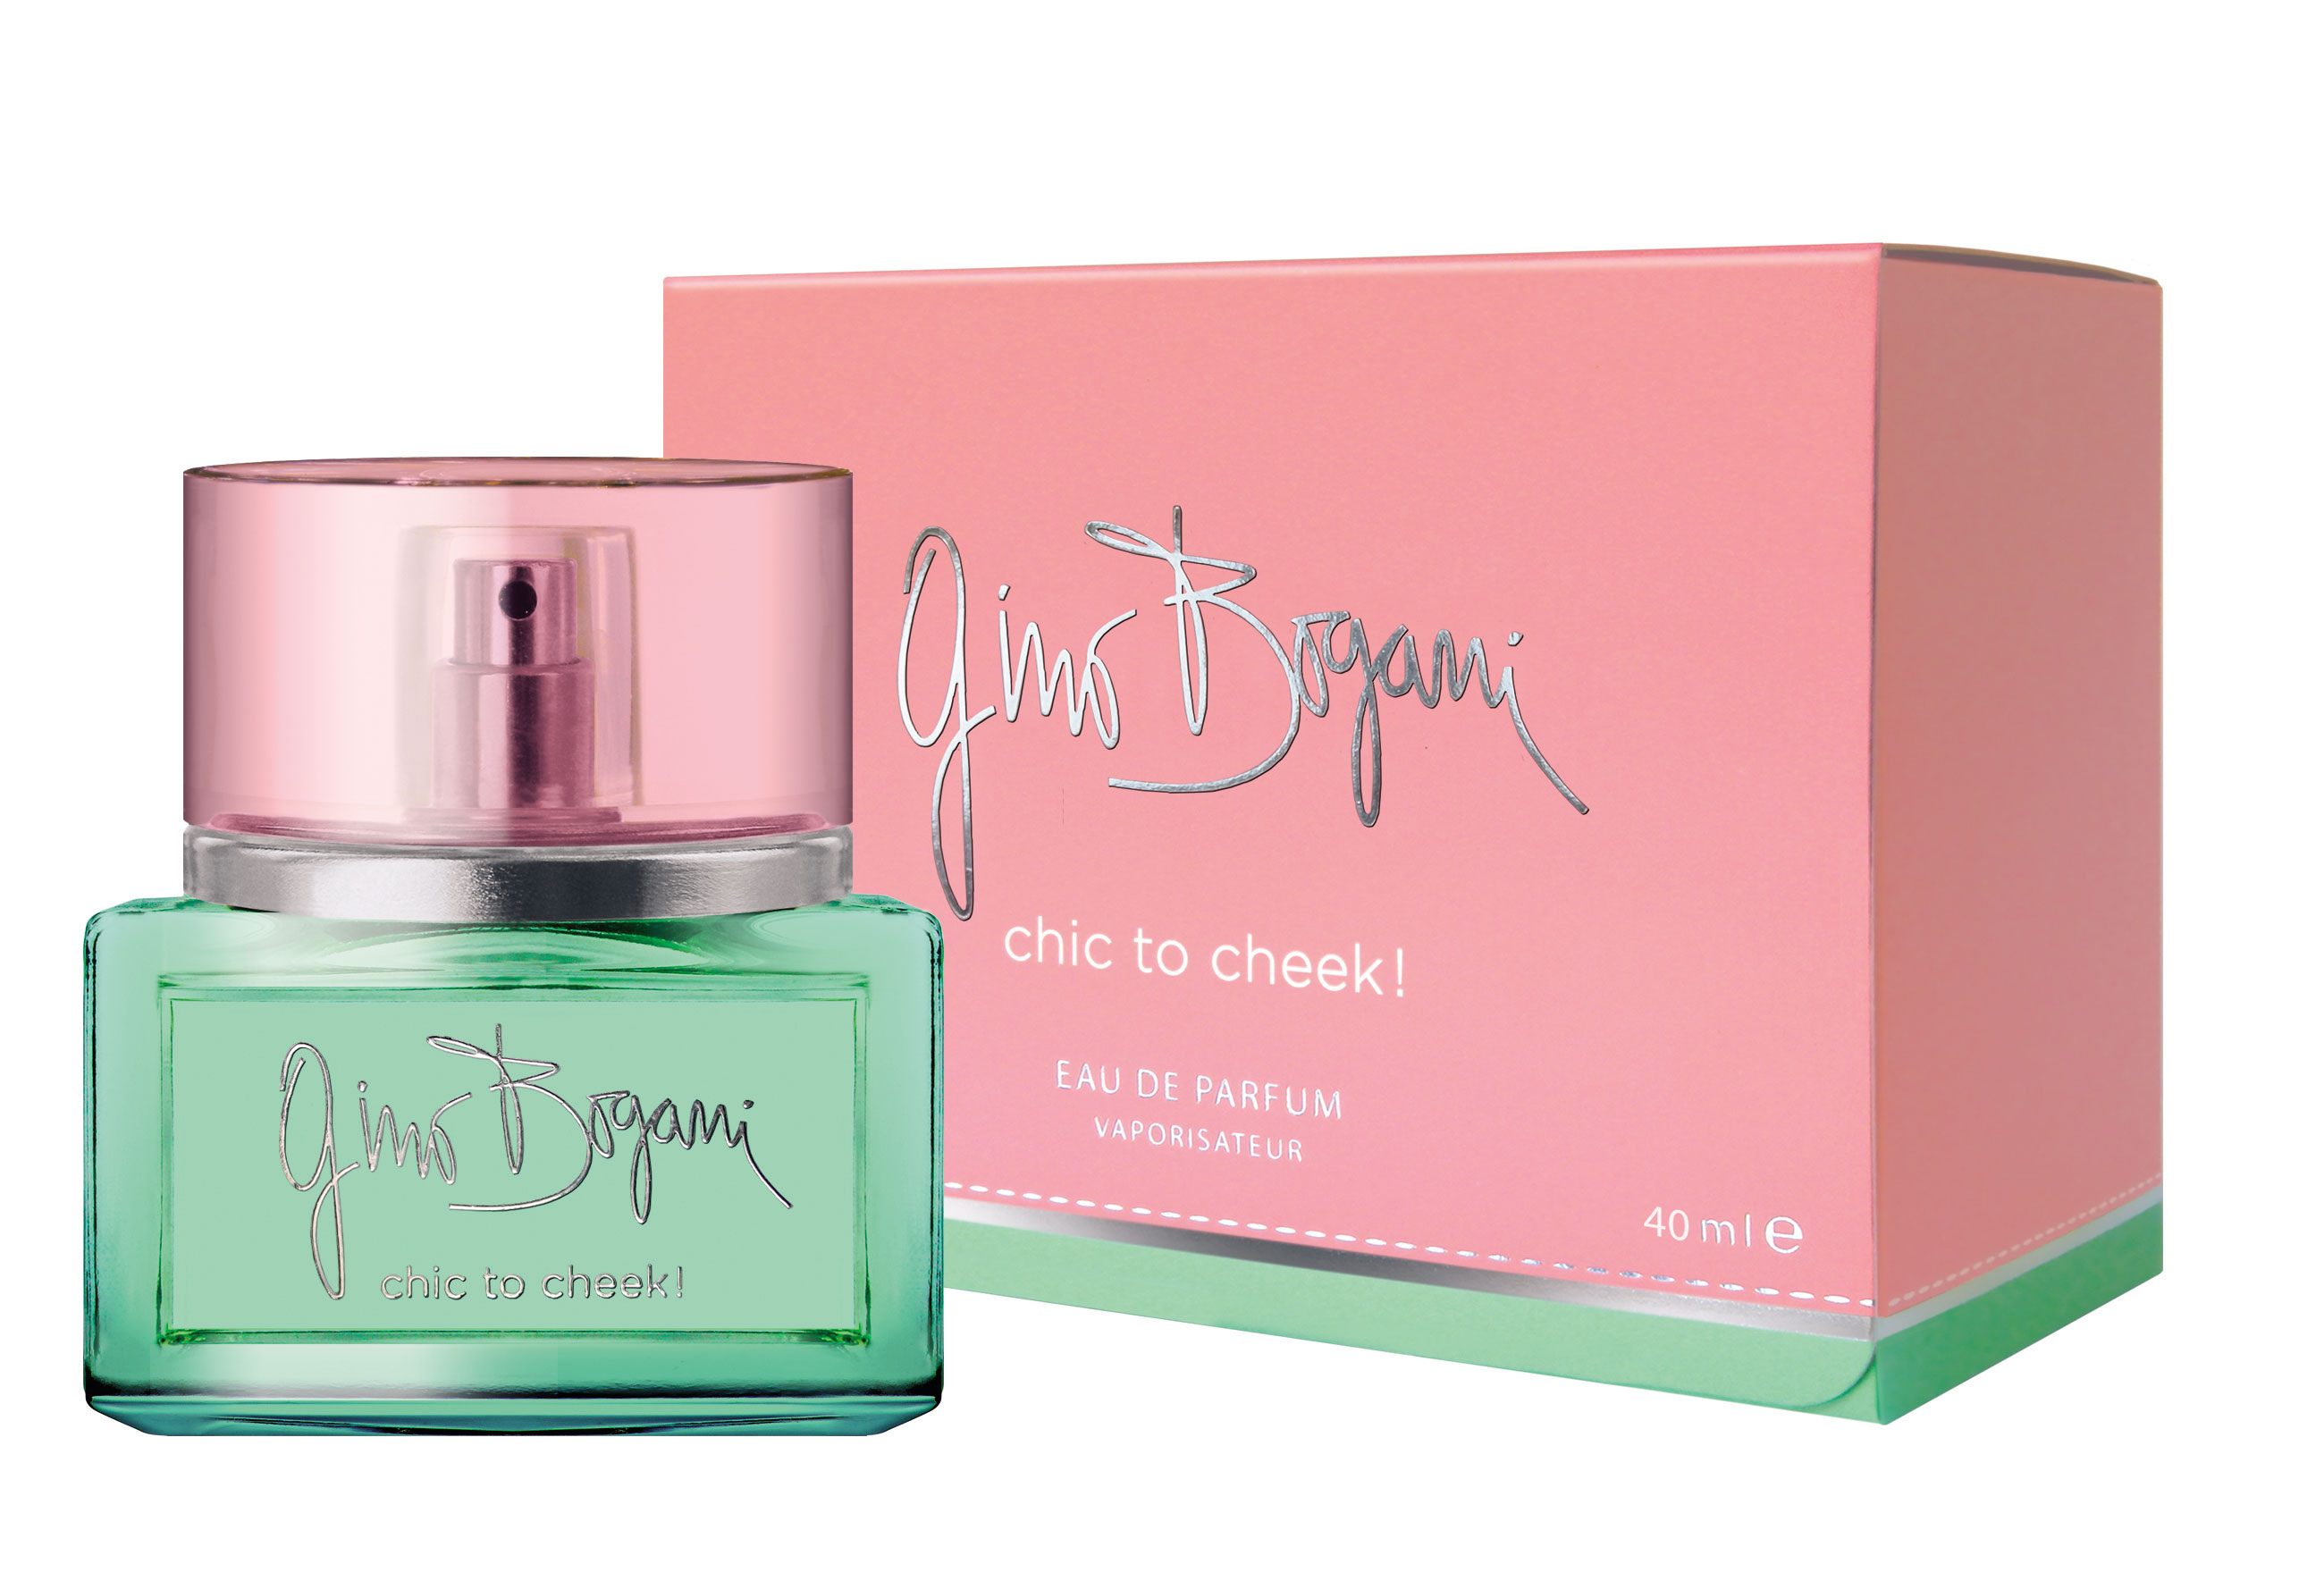 gino Bogani
chic to cheek!
gino Bogani
chic to cheek!
EAU DE PARFUM
VAPORISATEUR
40 ml e